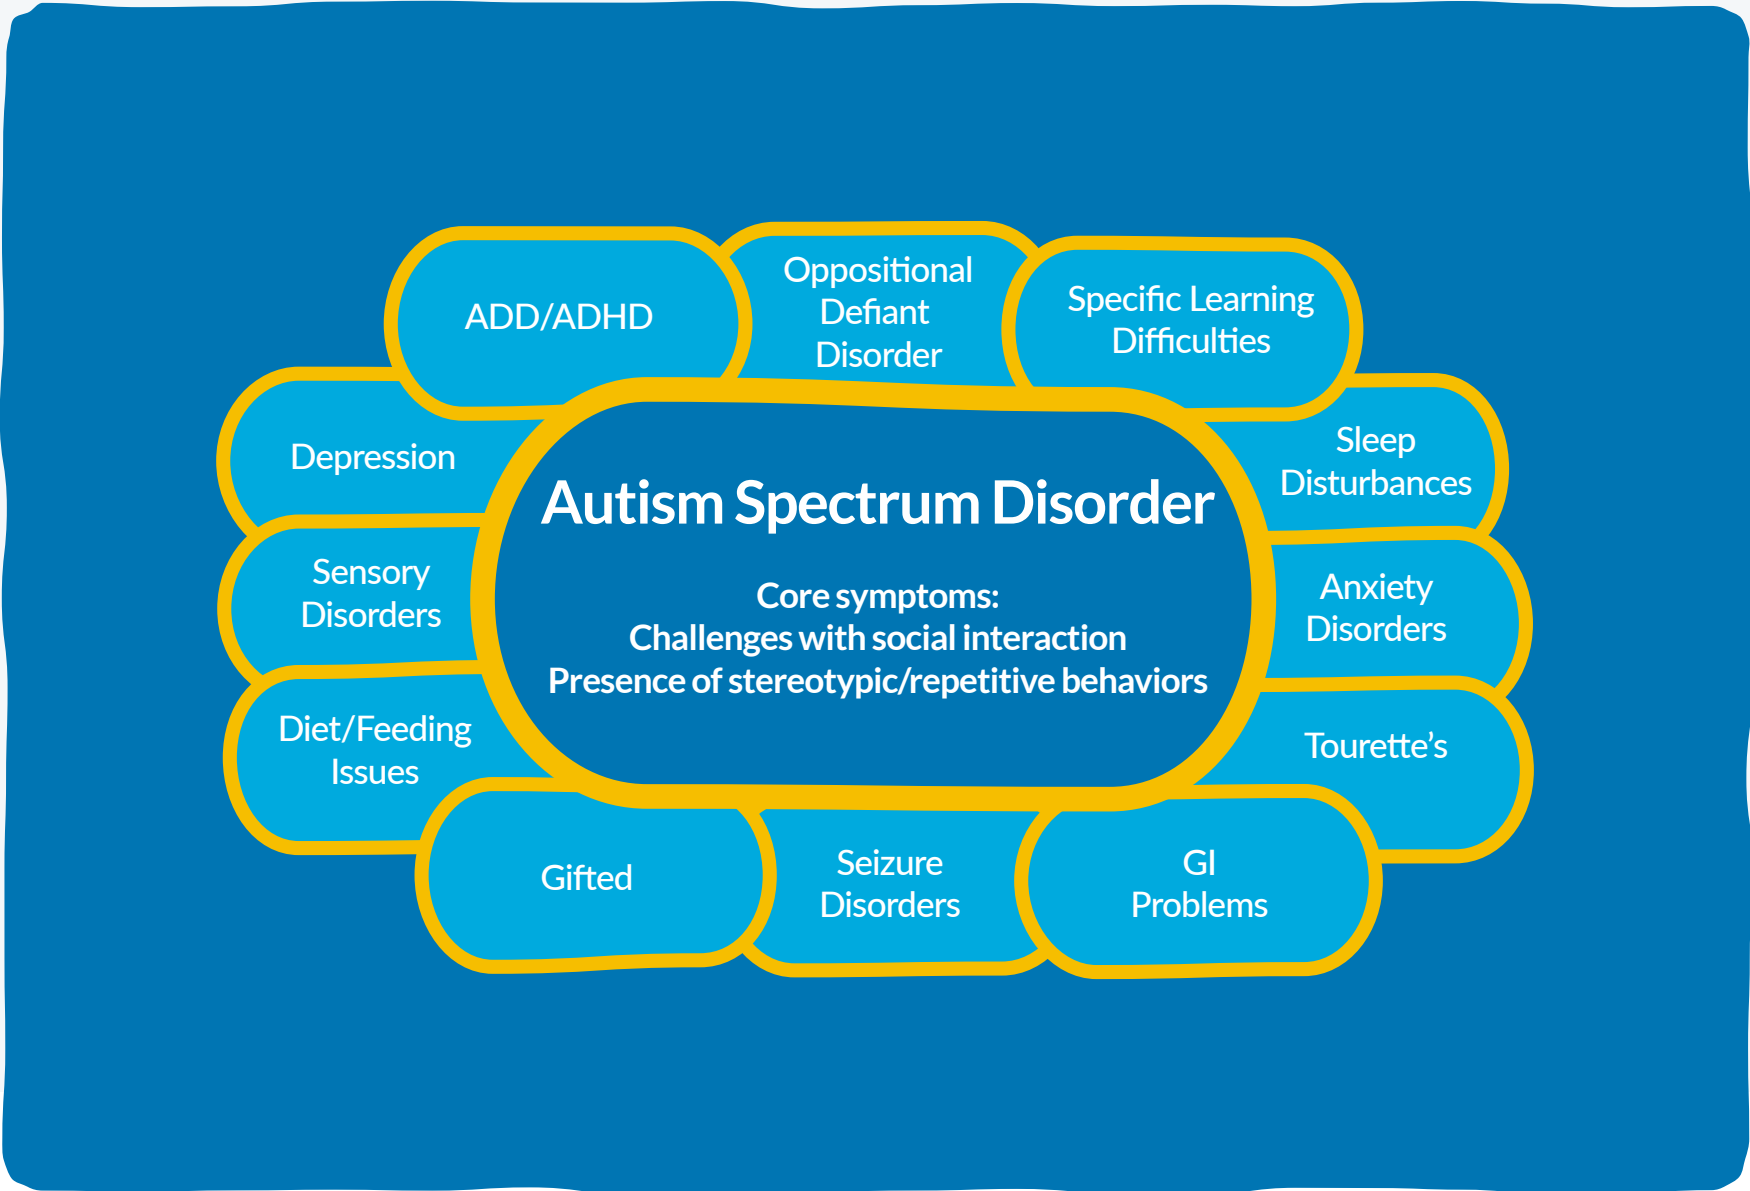 ADD/ADHD
Oppositional
Defiant
Disorder
Specific Learning
Difficulties
Depression
Sleep
Disturbances
Autism Spectrum Disorder
Core symptoms:
Challenges with social interaction
Presence of stereotypic/repetitive behaviors
Sensory
Disorders
Anxiety
Disorders
Diet/Feeding
Issues
Tourette’s
Gifted
Seizure
Disorders
GI
Problems